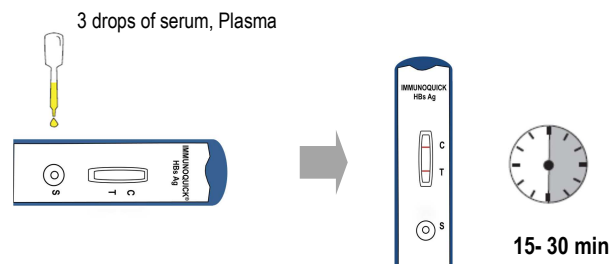 3 drops of serum, Plasma
IMMUNOQUICK®
HBs Ag
S
T
C
IMMUNOQUICK
HBs Ag
C
T
S
15- 30 min